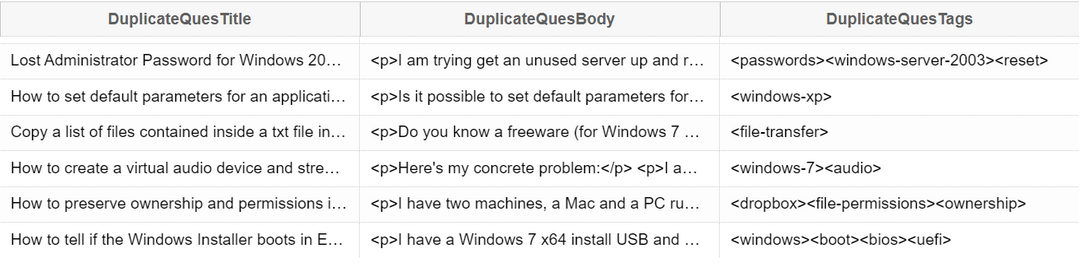 DuplicateQuesTitle DuplicateQuesBody DuplicateQuesTags
Lost Administrator Password for Windows 20... <p>I am trying get an unused server up and r... <passwords><windows-server-2003><reset>
How to set default parameters for an applicati... <p>Is it possible to set default parameters for... <windows-xp>
Copy a list of files contained inside a txt file in... <p>Do you know a freeware (for Windows 7 ... <file-transfer>
How to create a virtual audio device and stre... <p>Here's my concrete problem:</p> <p>I a... <windows-7><audio>
How to preserve ownership and permissions i... <p>I have two machines, a Mac and a PC ru... <dropbox><file-permissions><ownership>
How to tell if the Windows Installer boots in E... <p>I have a Windows 7 x64 install USB and ... <windows><boot><bios><uefi>